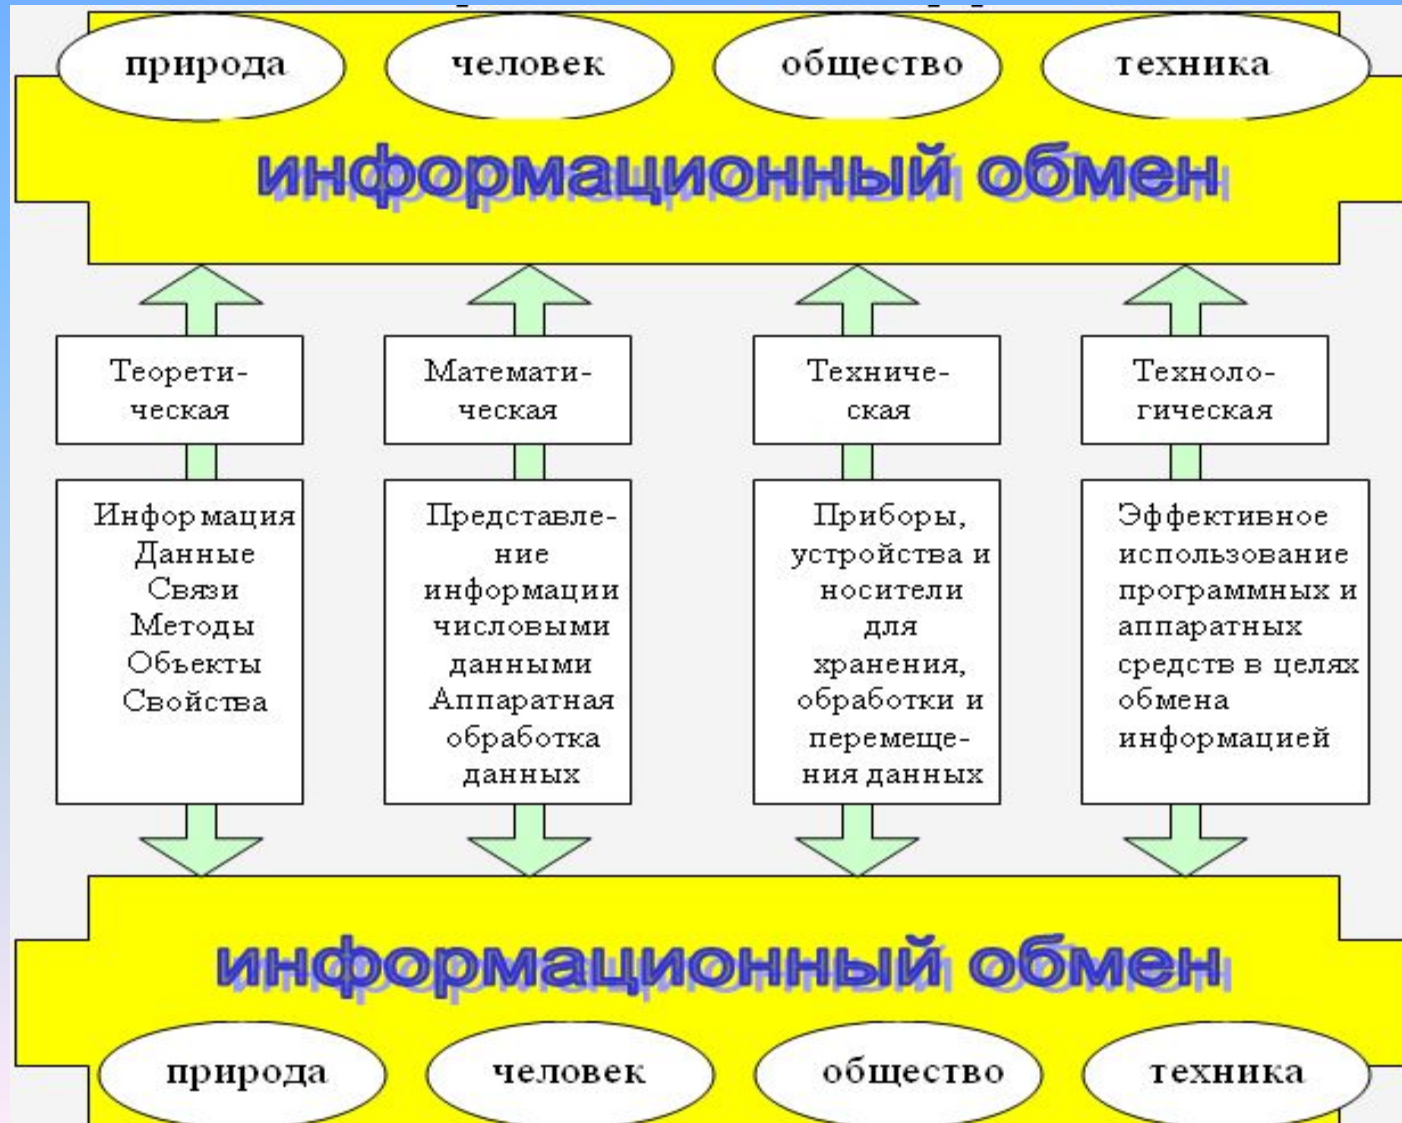 природа человек общество техника
информационный обмен
Теорети-
ческая
Математи-
ческая
Техниче-
ская
Техноло-
гическая
Информация
Данные
Связи
Методы
Объекты
Свойства
Представле-
ние
информации
числовыми
данными
Аппаратная
обработка
данных
Приборы,
устройства и
носители
для
хранения,
обработки и
перемеще-
ния данных
Эффективное
использование
программных и
аппаратных
средств в целях
обмена
информацией
информационный обмен
природа человек общество техника